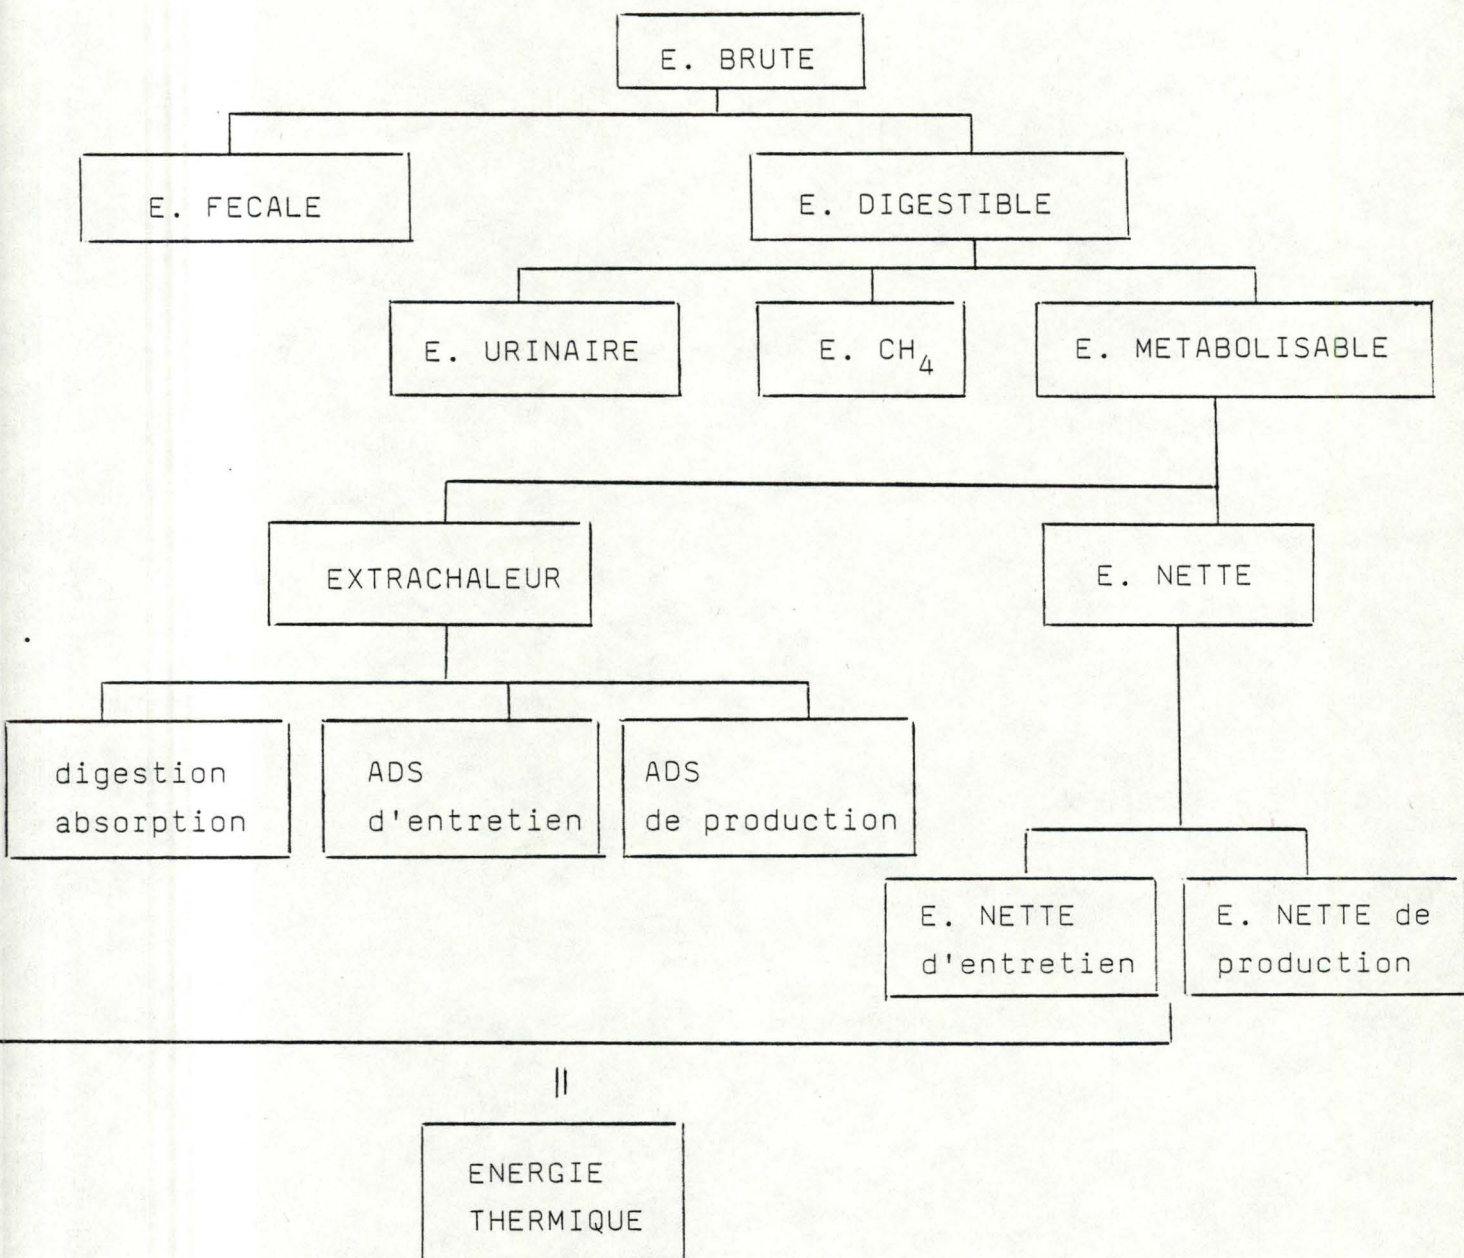 E. BRUTE
E. FECALE
E. DIGESTIBLE
E. URINAIRE
E. CH4
E. METABOLISABLE
EXTRACHALEUR
E. NETTE
digestion
absorption
ADS
d'entretien
ADS
de production
E. NETTE
d'entretien
E. NETTE de
production
=
ENERGIE
THERMIQUE